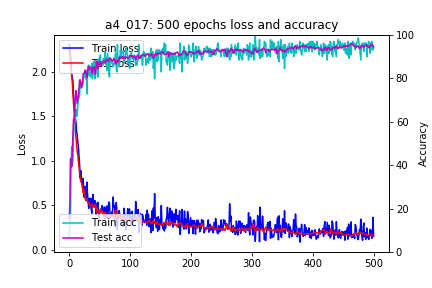 a4_017: 500 epochs loss and accuracy
Train loss
Test loss
Train acc
Test acc
Loss
Accuracy
2.0
1.5
1.0
0.5
0.0
100
80
60
40
20
0
0 100 200 300 400 500